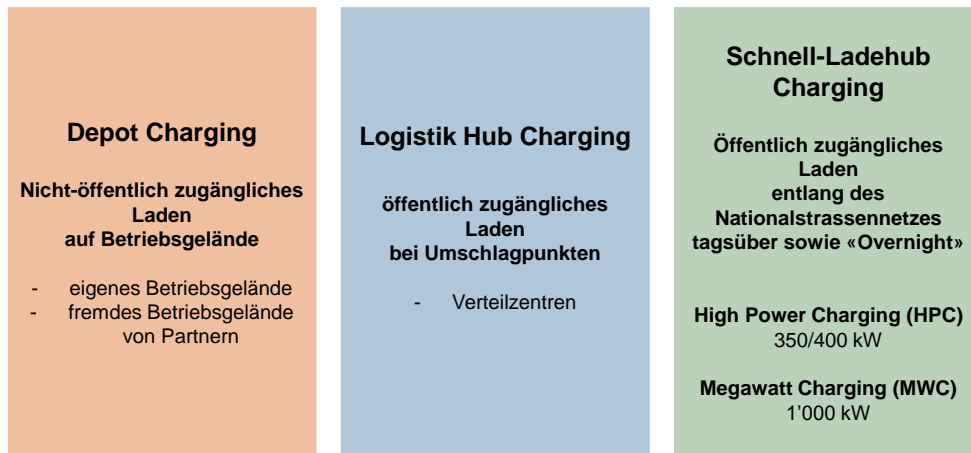 Depot Charging
Nicht-öffentlich zugängliches
Laden
auf Betriebsgelände
- eigenes Betriebsgelände
- fremdes Betriebsgelände
von Partnern
Logistik Hub Charging
öffentlich zugängliches
Laden
bei Umschlagpunkten
- Verteilzentren
Schnell-Ladehub
Charging
Öffentlich zugängliches
Laden
entlang des
Nationalstrassennetzes
tagsüber sowie «Overnight»
High Power Charging (HPC)
350/400 kW
Megawatt Charging (MWC)
1’000 kW